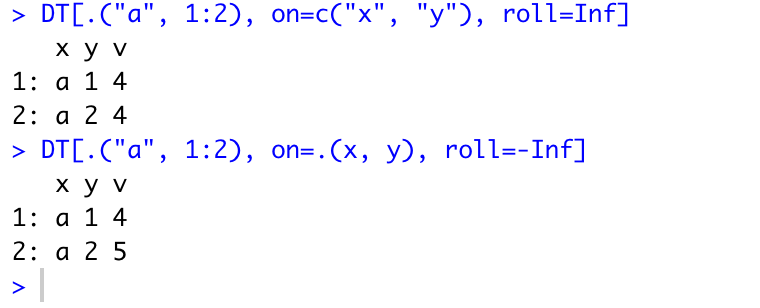 > DT[.("a", 1:2), on=c("x", "y"), roll=Inf]
   x y v
1: a 1 4
2: a 2 4
> DT[.("a", 1:2), on=.(x, y), roll=-Inf]
   x y v
1: a 1 4
2: a 2 5
>